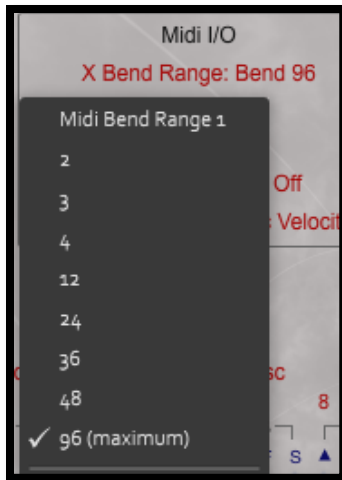 Midi I/O
X Bend Range: Bend 96
Midi Bend Range 1
2
Off
3
Velocit
4
12
24
36
sc
48
8
96 (maximum)
S